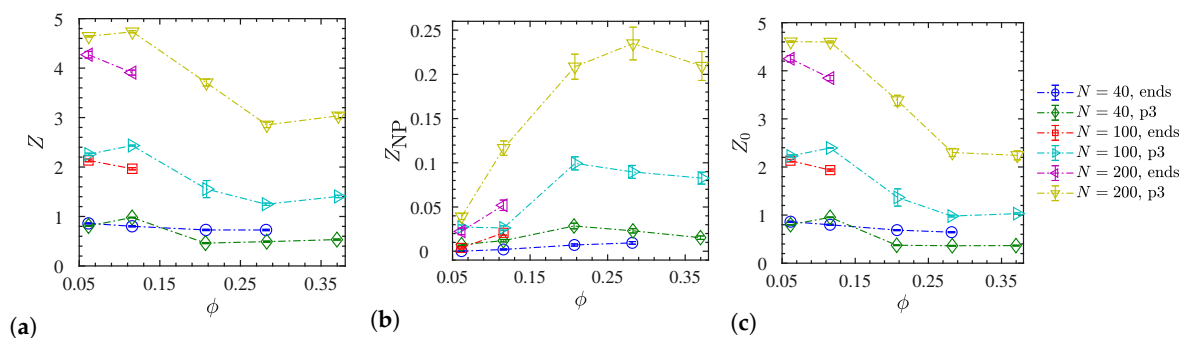 5
4
3
2
1
0
0.05
0.15
0.25
0.35
Z
ϕ
(a)
0.25
0.20
0.15
0.10
0.05
0
0.05
0.15
0.25
0.35
Z_NP
ϕ
(b)
5
4
3
2
1
0
0.05
0.15
0.25
0.35
Z_0
ϕ
(c)
N = 40, ends
N = 40, p3
N = 100, ends
N = 100, p3
N = 200, ends
N = 200, p3